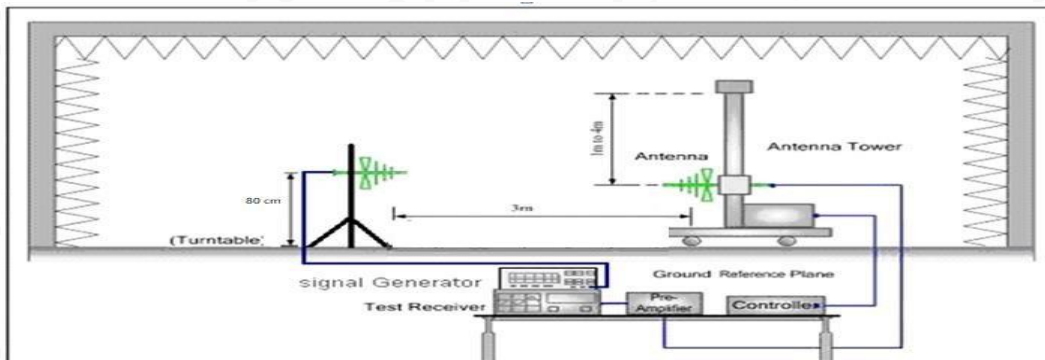 1m to 4m
Antenna Tower
Antenna
80 cm
3m
(Turntable)
Ground Reference Plane
signal Generator
Test Receiver
Pre-
Amplifier
Controller